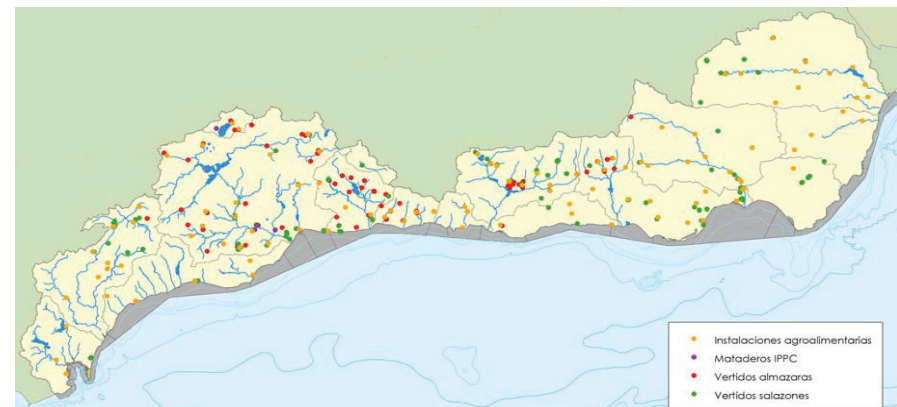 Instalaciones agroalimentarias
Mataderos IPPC
Vertidos almazaras
Vertidos salazones